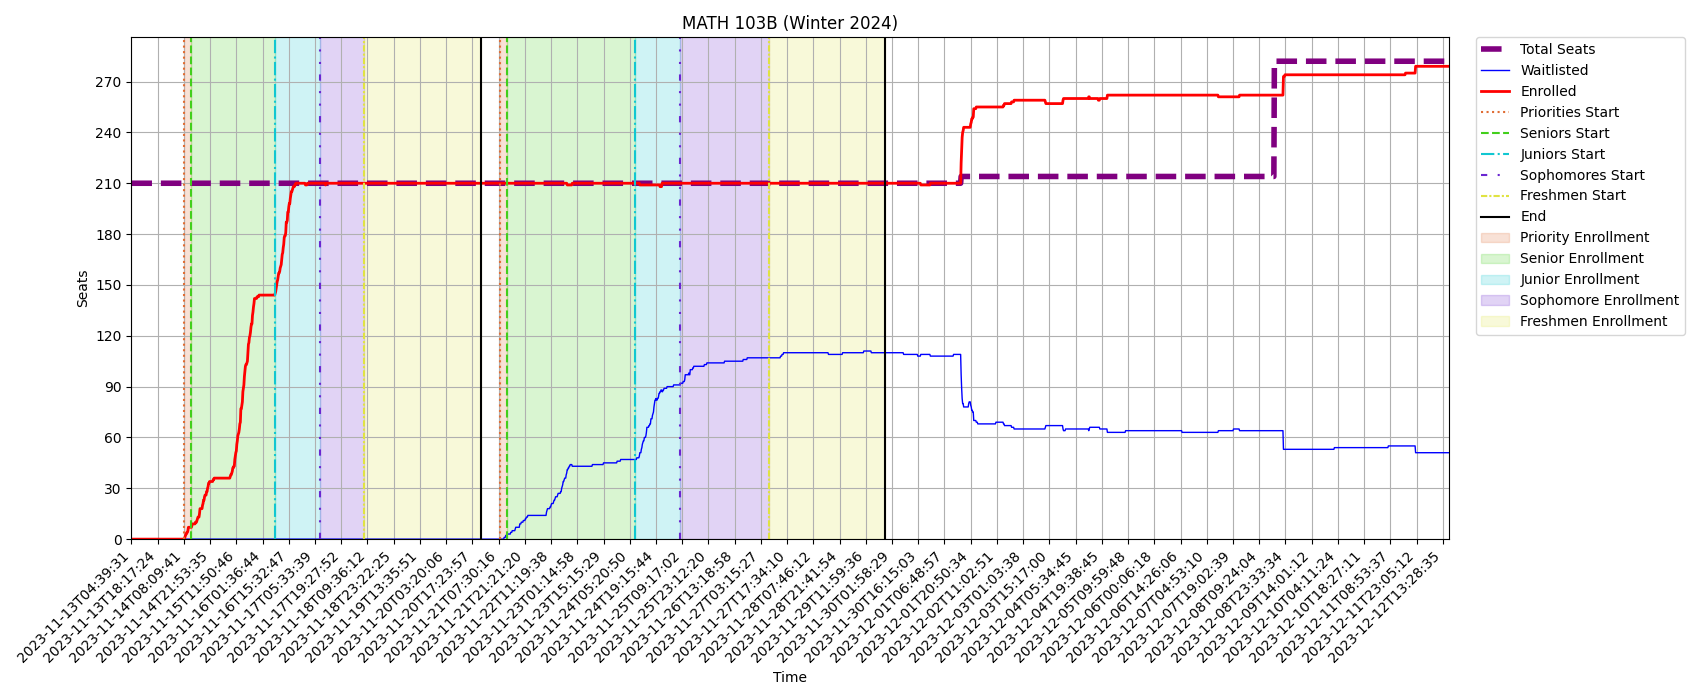 MATH 103B (Winter 2024)
Seats
270
240
210
180
150
120
90
60
30
0
2023-11-13T04:39:31
2023-11-13T18:17:24
2023-11-14T08:09:41
2023-11-14T21:53:35
2023-11-15T11:50:46
2023-11-16T01:36:44
2023-11-16T15:32:47
2023-11-17T05:33:39
2023-11-17T19:27:52
2023-11-18T09:36:12
2023-11-18T23:22:25
2023-11-19T13:35:51
2023-11-20T03:20:06
2023-11-20T17:23:57
2023-11-21T07:30:16
2023-11-21T21:21:20
2023-11-22T11:19:38
2023-11-23T01:14:58
2023-11-23T15:15:29
2023-11-24T05:20:50
2023-11-24T19:15:44
2023-11-25T09:17:02
2023-11-25T23:12:20
2023-11-26T13:18:58
2023-11-27T03:15:27
2023-11-27T17:34:10
2023-11-28T07:46:12
2023-11-28T21:41:54
2023-11-29T11:59:36
2023-11-30T01:58:29
2023-11-30T16:15:03
2023-12-01T06:48:57
2023-12-01T20:50:34
2023-12-02T11:02:51
2023-12-03T01:03:38
2023-12-03T15:17:00
2023-12-04T05:34:45
2023-12-04T19:38:45
2023-12-05T09:59:48
2023-12-06T00:06:18
2023-12-06T14:26:06
2023-12-07T04:53:10
2023-12-07T19:02:39
2023-12-08T09:24:04
2023-12-08T23:33:34
2023-12-09T14:01:12
2023-12-10T04:11:24
2023-12-10T18:27:11
2023-12-11T08:53:37
2023-12-11T23:05:12
2023-12-12T13:28:35
Time
Total Seats
Waitlisted
Enrolled
Priorities Start
Seniors Start
Juniors Start
Sophomores Start
Freshmen Start
End
Priority Enrollment
Senior Enrollment
Junior Enrollment
Sophomore Enrollment
Freshmen Enrollment